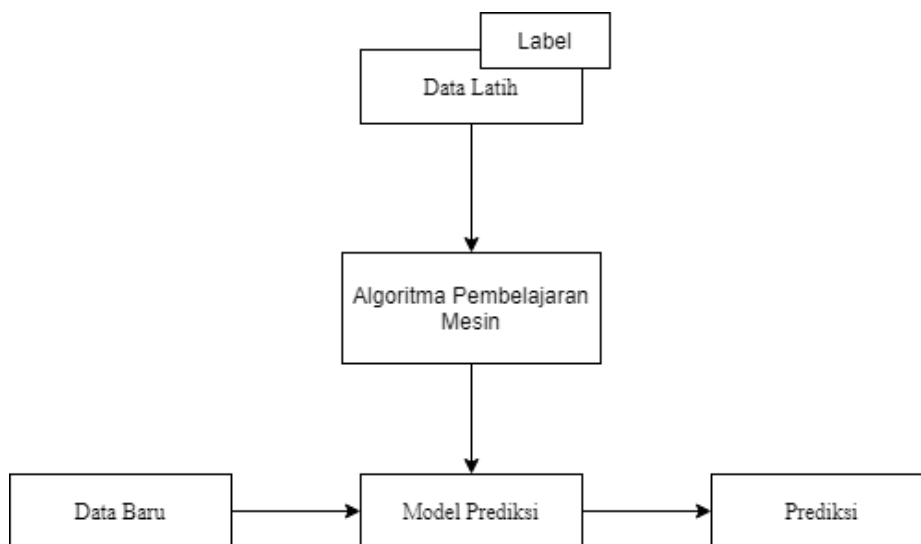 Label
Data Latih
Algoritma Pembelajaran
Mesin
Data Baru
Model Prediksi
Prediksi